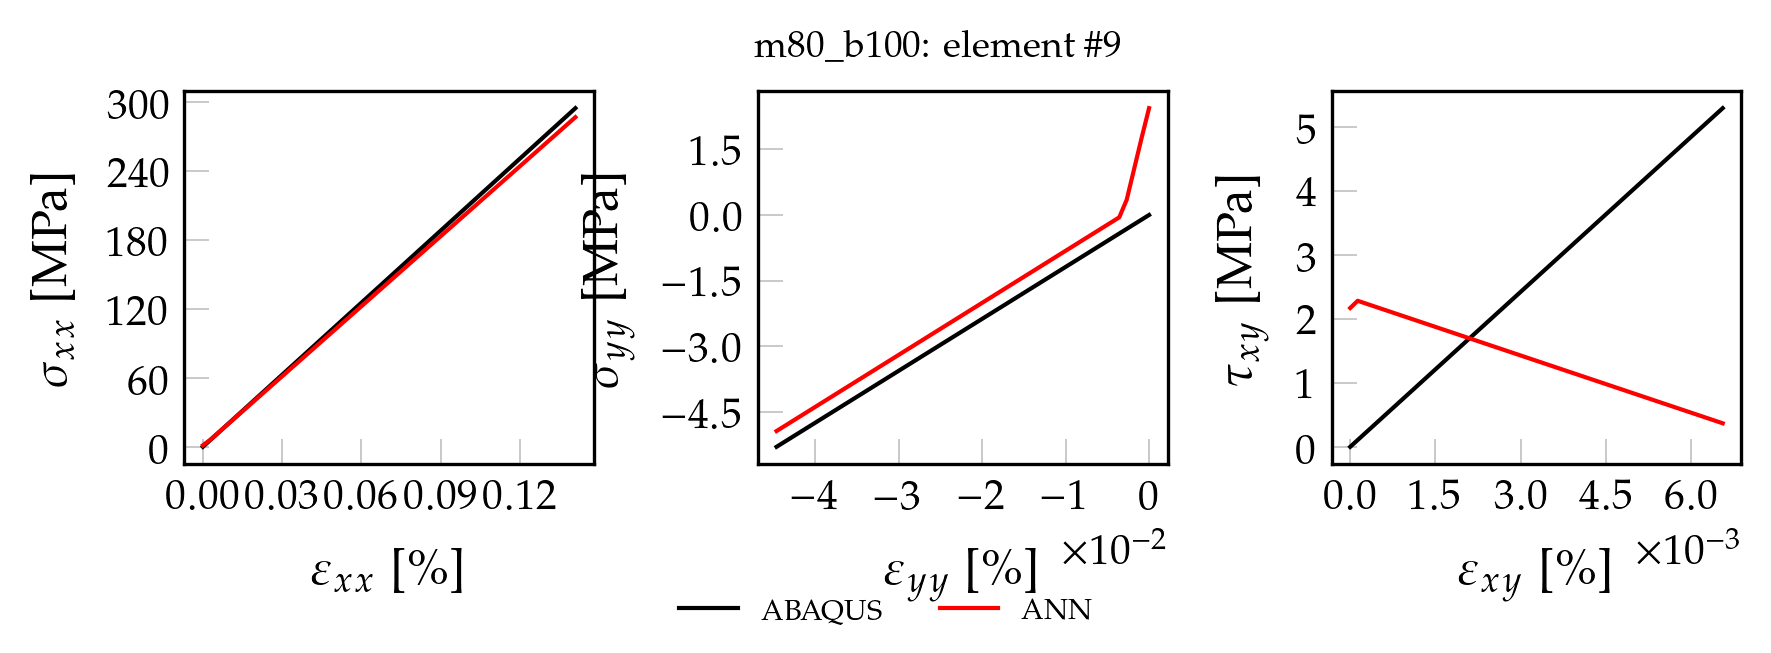 m80_b100: element #9
σxx [MPa]
300
240
180
120
60
0
0.00 0.03 0.06 0.09 0.12
εxx [%]
σyy [MPa]
1.5
0.0
−1.5
−3.0
−4.5
−4 −3 −2 −1 0
×10−2
εyy [%]
τxy [MPa]
5
4
3
2
1
0
0.0 1.5 3.0 4.5 6.0
×10−3
εxy [%]
ABAQUS ANN